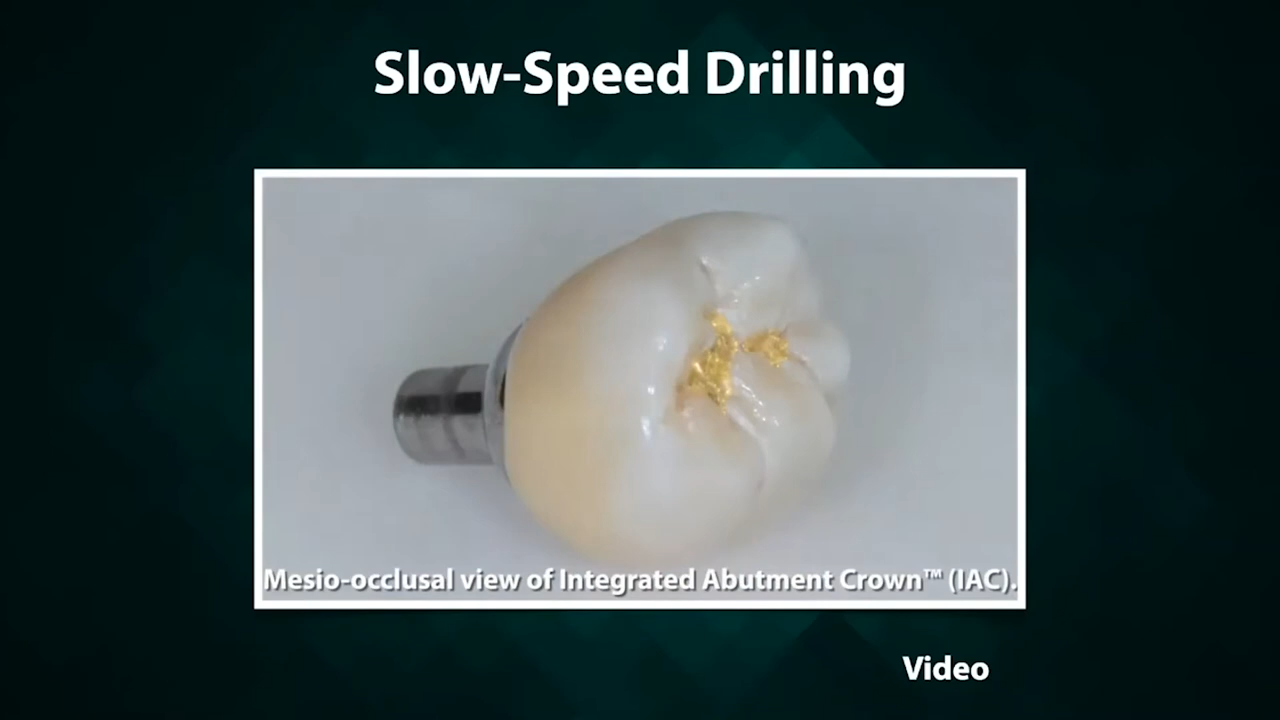 Slow-Speed Drilling
Mesio-occlusal view of Integrated Abutment Crown™ (IAC).
Video